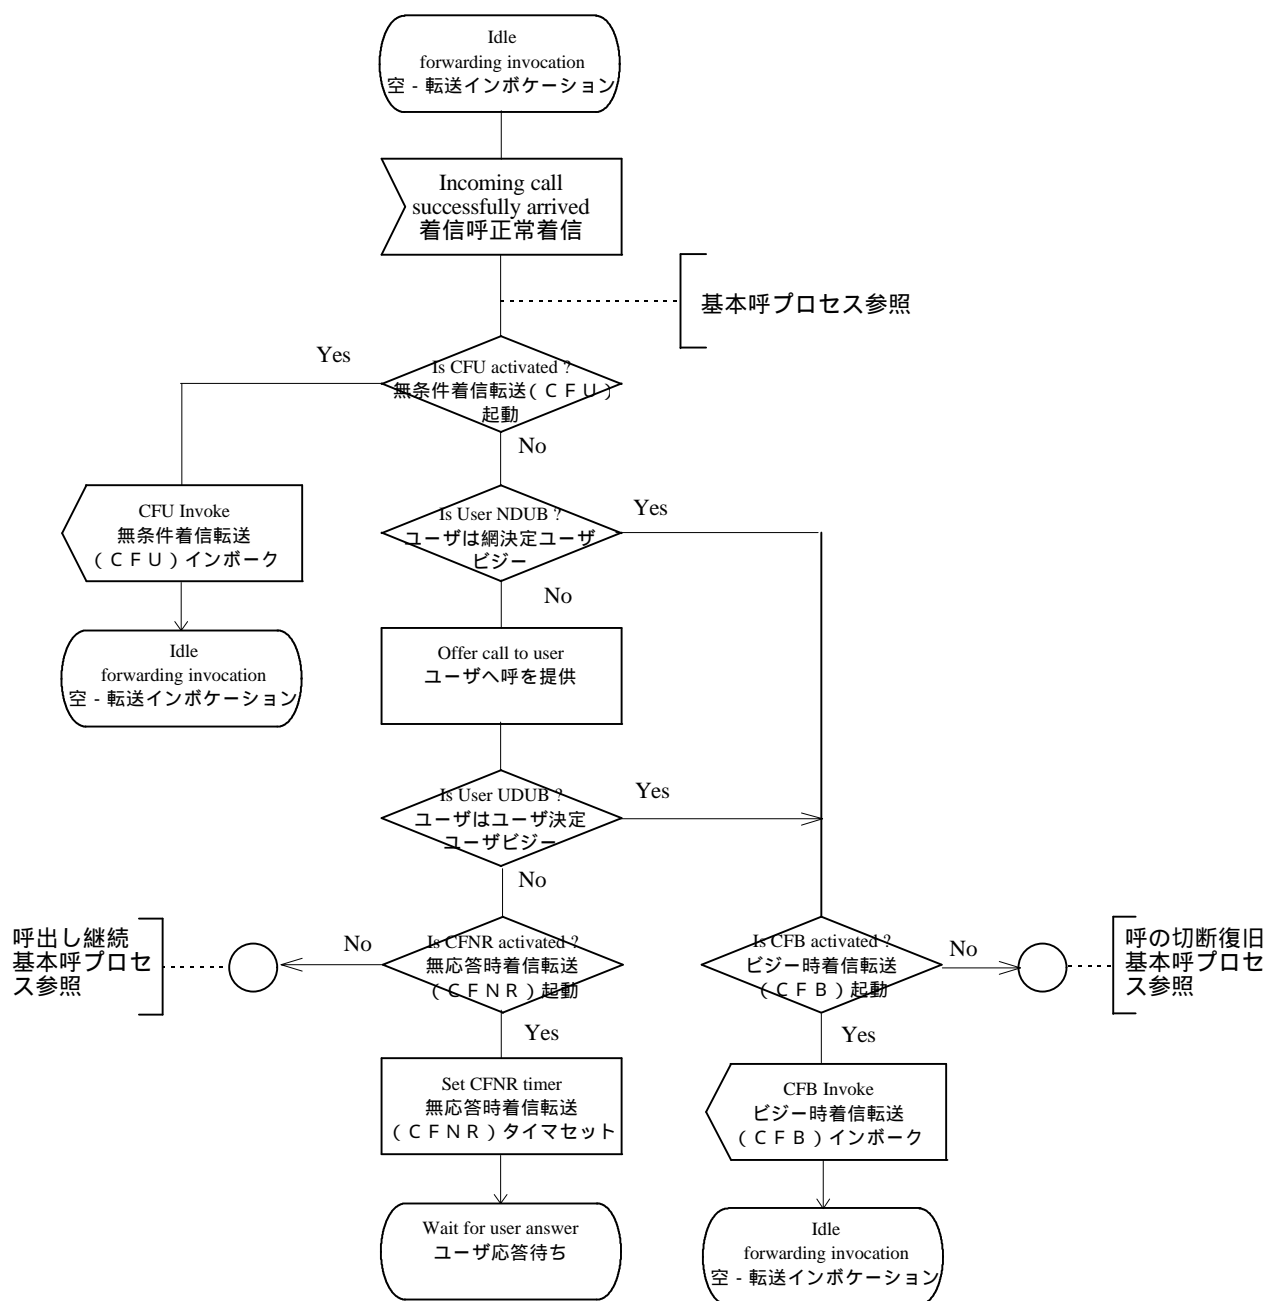 Idle
forwarding invocation
空 - 転送インボケーション
Incoming call
successfully arrived
着信呼正常着信
基本呼プロセス参照
Yes
Is CFU activated ?
無条件着信転送(ＣＦＵ)
起動
No
CFU Invoke
無条件着信転送
(ＣＦＵ)インボーク
Is User NDUB ?
ユーザは網決定ユーザ
ビジー
Yes
No
Idle
forwarding invocation
空 - 転送インボケーション
Offer call to user
ユーザへ呼を提供
Is User UDUB ?
ユーザはユーザ決定
ユーザビジー
Yes
No
呼出し継続
基本呼プロセ
ス参照
No
Is CFNR activated ?
無応答時着信転送
(ＣＦＮＲ)起動
Is CFB activated ?
ビジー時着信転送
(ＣＦＢ)起動
No
呼の切断復旧
基本呼プロセ
ス参照
Yes
Yes
Set CFNR timer
無応答時着信転送
(ＣＦＮＲ)タイマセット
CFB Invoke
ビジー時着信転送
(ＣＦＢ)インボーク
Wait for user answer
ユーザ応答待ち
Idle
forwarding invocation
空 - 転送インボケーション